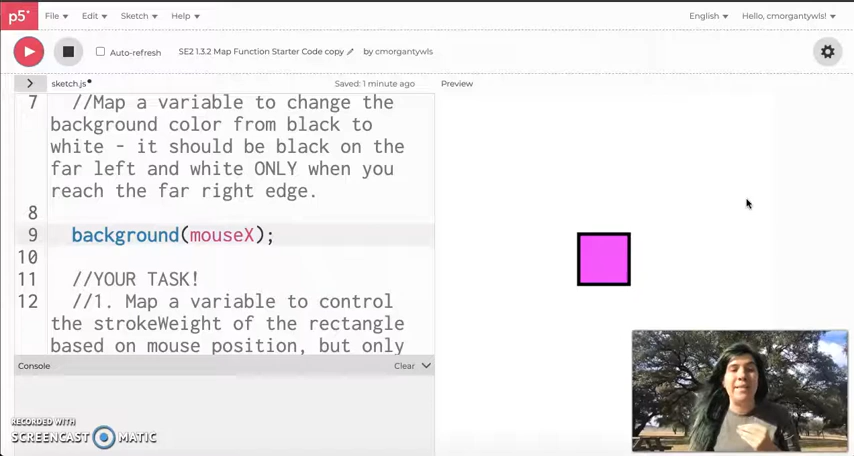 p5* File Edit Sketch Help English Hello, cmorgantywls!
Auto-refresh SE2 1.3.2 Map Function Starter Code copy by cmorgantywls
sketch.js Saved: 1 minute ago Preview
7 //Map a variable to change the
background color from black to
white - it should be black on the
far left and white ONLY when you
reach the far right edge.
8
9 background(mouseX);
10
11 //YOUR TASK!
12 //1. Map a variable to control
the strokeWeight of the rectangle
based on mouse position, but only
Console Clear
RECORDED WITH
SCREENCAST MATIC